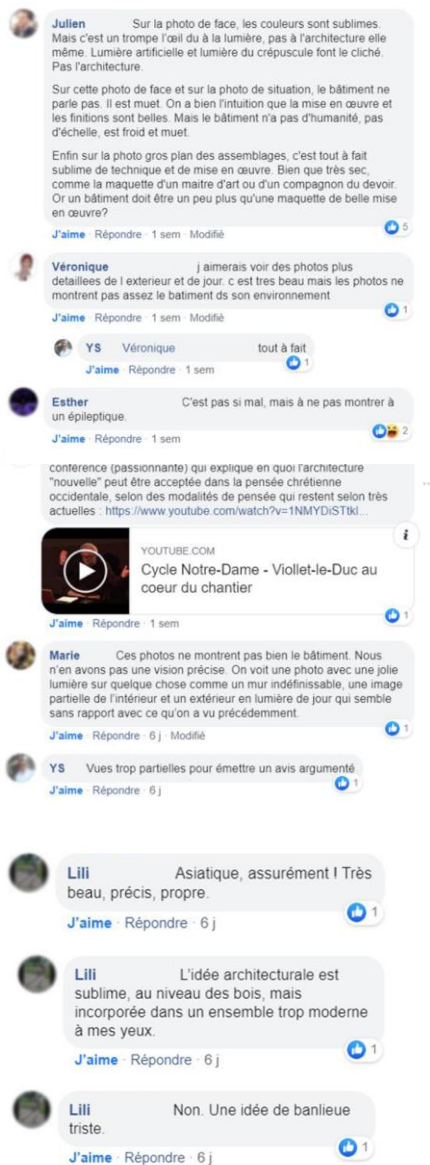 Julien Sur la photo de face, les couleurs sont sublimes.
Mais c'est un trompe l'œil du à la lumière, pas à l'architecture elle
même. Lumière artificielle et lumière du crépuscule font le cliché.
Pas l'architecture.
Sur cette photo de face et sur la photo de situation, le bâtiment ne
parle pas. Il est muet. On a bien l'intuition que la mise en œuvre et
les finitions sont belles. Mais le bâtiment n'a pas d'humanité, pas
d'échelle, est froid et muet.
Enfin sur la photo gros plan des assemblages, c'est tout à fait
sublime de technique et de mise en œuvre. Bien que très sec,
comme la maquette d'un maitre d'art ou d'un compagnon du devoir.
Or un bâtiment doit être un peu plus qu'une maquette de belle mise
en œuvre?
5
J'aime · Répondre · 1 sem · Modifié
Véronique j aimerais voir des photos plus
detaillees de l exterieur et de jour. c est tres beau mais les photos ne
montrent pas assez le batiment ds son environnement
1
J'aime · Répondre · 1 sem · Modifié
YS Véronique tout à fait
1
J'aime · Répondre · 1 sem
Esther C'est pas si mal, mais à ne pas montrer à
un épileptique.
2
J'aime · Répondre · 1 sem
conférence (passionnante) qui explique en quoi l'architecture
"nouvelle" peut être acceptée dans la pensée chrétienne
occidentale, selon des modalités de pensée qui restent selon très
actuelles : https://www.youtube.com/watch?v=1NMYDiSTtkl...
YOUTUBE.COM
Cycle Notre-Dame - Viollet-le-Duc au
coeur du chantier
1
J'aime · Répondre · 1 sem
Marie Ces photos ne montrent pas bien le bâtiment. Nous
n'en avons pas une vision précise. On voit une photo avec une jolie
lumière sur quelque chose comme un mur indéfinissable, une image
partielle de l'intérieur et un extérieur en lumière de jour qui semble
sans rapport avec ce qu'on a vu précédemment.
1
J'aime · Répondre · 6 j · Modifié
YS Vues trop partielles pour émettre un avis argumenté
1
J'aime · Répondre · 6 j
Lili Asiatique, assurément ! Très
beau, précis, propre.
1
J'aime · Répondre · 6 j
Lili L'idée architecturale est
sublime, au niveau des bois, mais
incorporée dans un ensemble trop moderne
à mes yeux.
1
J'aime · Répondre · 6 j
Lili Non. Une idée de banlieue
triste.
1
J'aime · Répondre · 6 j